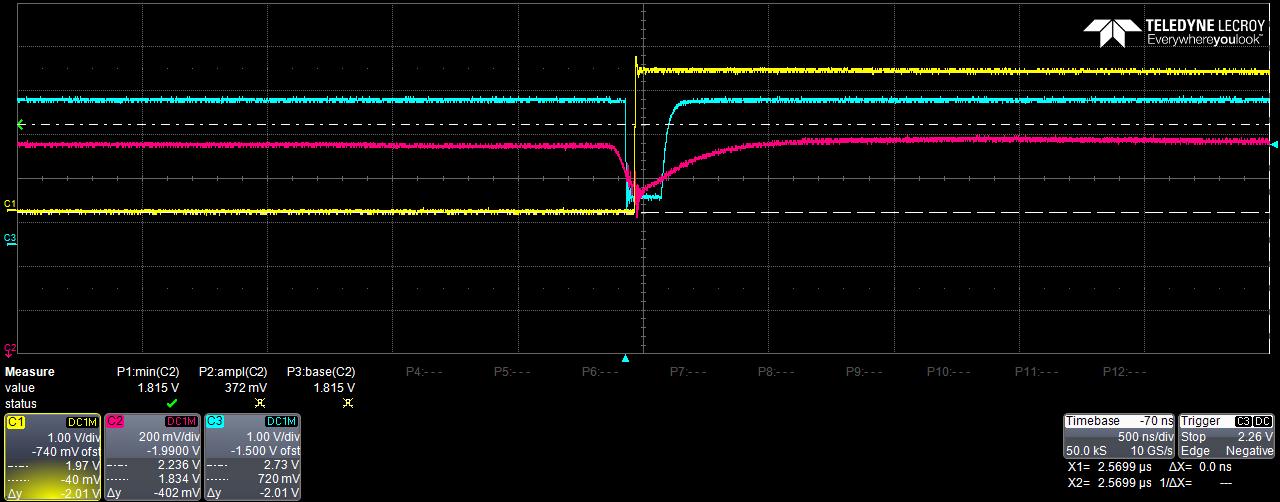 TELEDYNE LECROY
Everywhereyoulook™
C1
C3
C2
Measure P1:min(C2) P2:ampl(C2) P3:base(C2) P4:--- P5:--- P6:--- P7:--- P8:--- P9:--- P10:--- P11:--- P12:---
value 1.815 V 372 mV 1.815 V
status
C1 DC1M
1.00 V/div
-740 mV ofst
1.97 V
-40 mV
Δy -2.01 V
C2 DC1M
200 mV/div
-1.9900 V
2.236 V
1.834 V
Δy -402 mV
C3 DC1M
1.00 V/div
-1.500 V ofst
2.73 V
720 mV
Δy -2.01 V
Timebase -70 ns
500 ns/div
50.0 kS 10 GS/s
Trigger C3 DC
Stop 2.26 V
Edge Negative
X1= 2.5699 µs ΔX= 0.0 ns
X2= 2.5699 µs 1/ΔX= ---